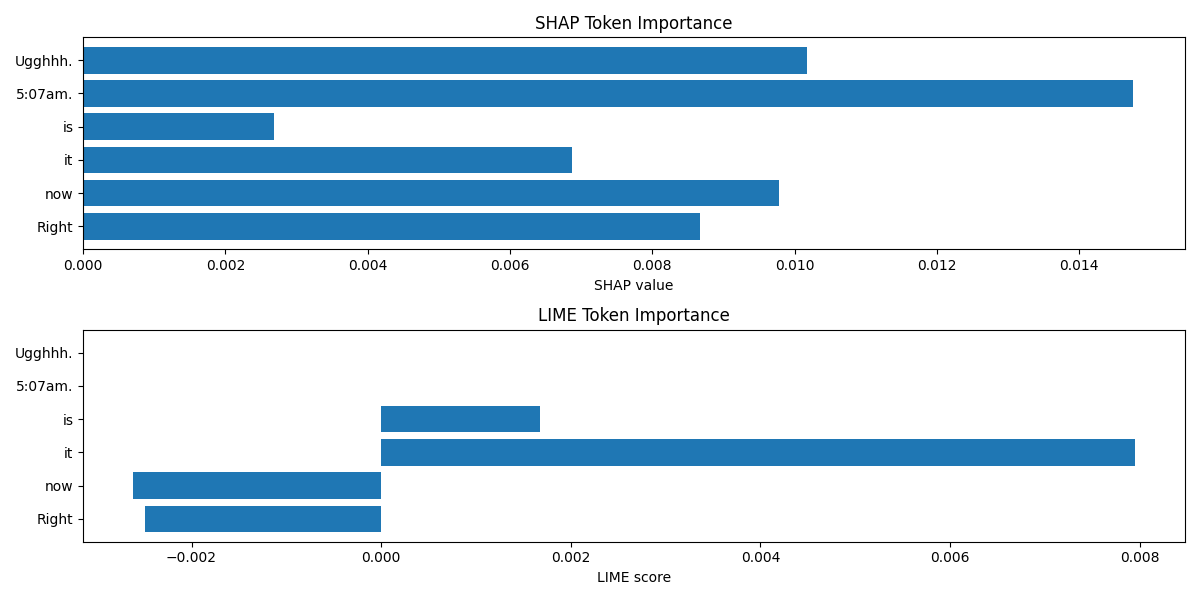 SHAP Token Importance
Ugghhh.
5:07am.
is
it
now
Right
0.000 0.002 0.004 0.006 0.008 0.010 0.012 0.014
SHAP value
LIME Token Importance
Ugghhh.
5:07am.
is
it
now
Right
−0.002 0.000 0.002 0.004 0.006 0.008
LIME score